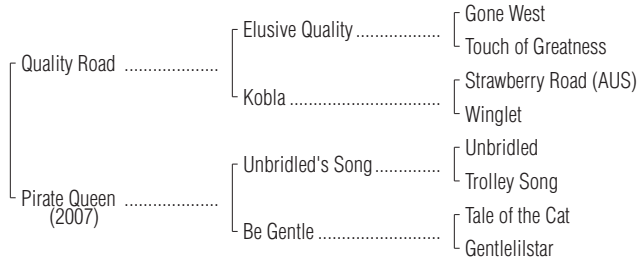 Gone West
Elusive Quality ..................
Touch of Greatness
Quality Road ....................
Strawberry Road (AUS)
Kobla ................................
Winglet
Unbridled
Unbridled's Song ..............
Trolley Song
Pirate Queen ....................
(2007)
Tale of the Cat
Be Gentle ..........................
Gentlelilstar